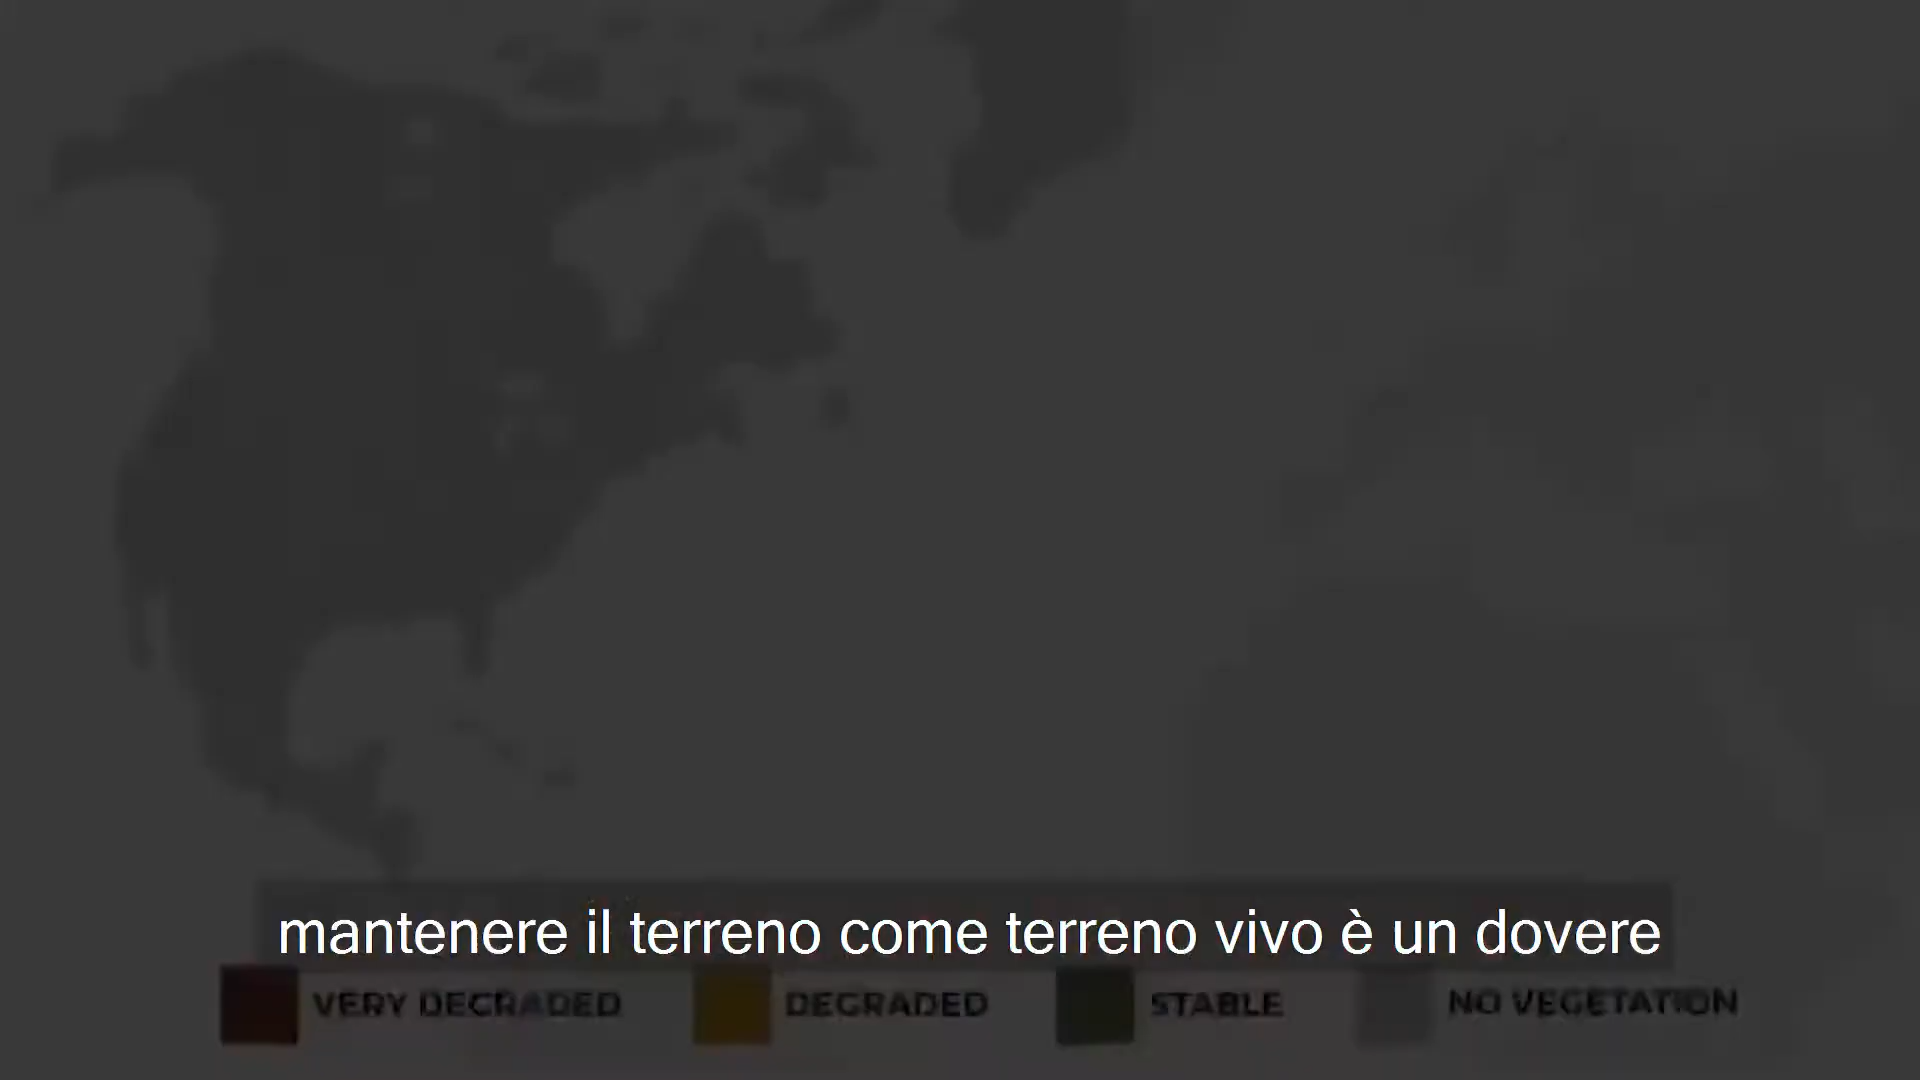 mantenere il terreno come terreno vivo è un dovere
VERY DEGRADED DEGRADED STABLE NO VEGETATION